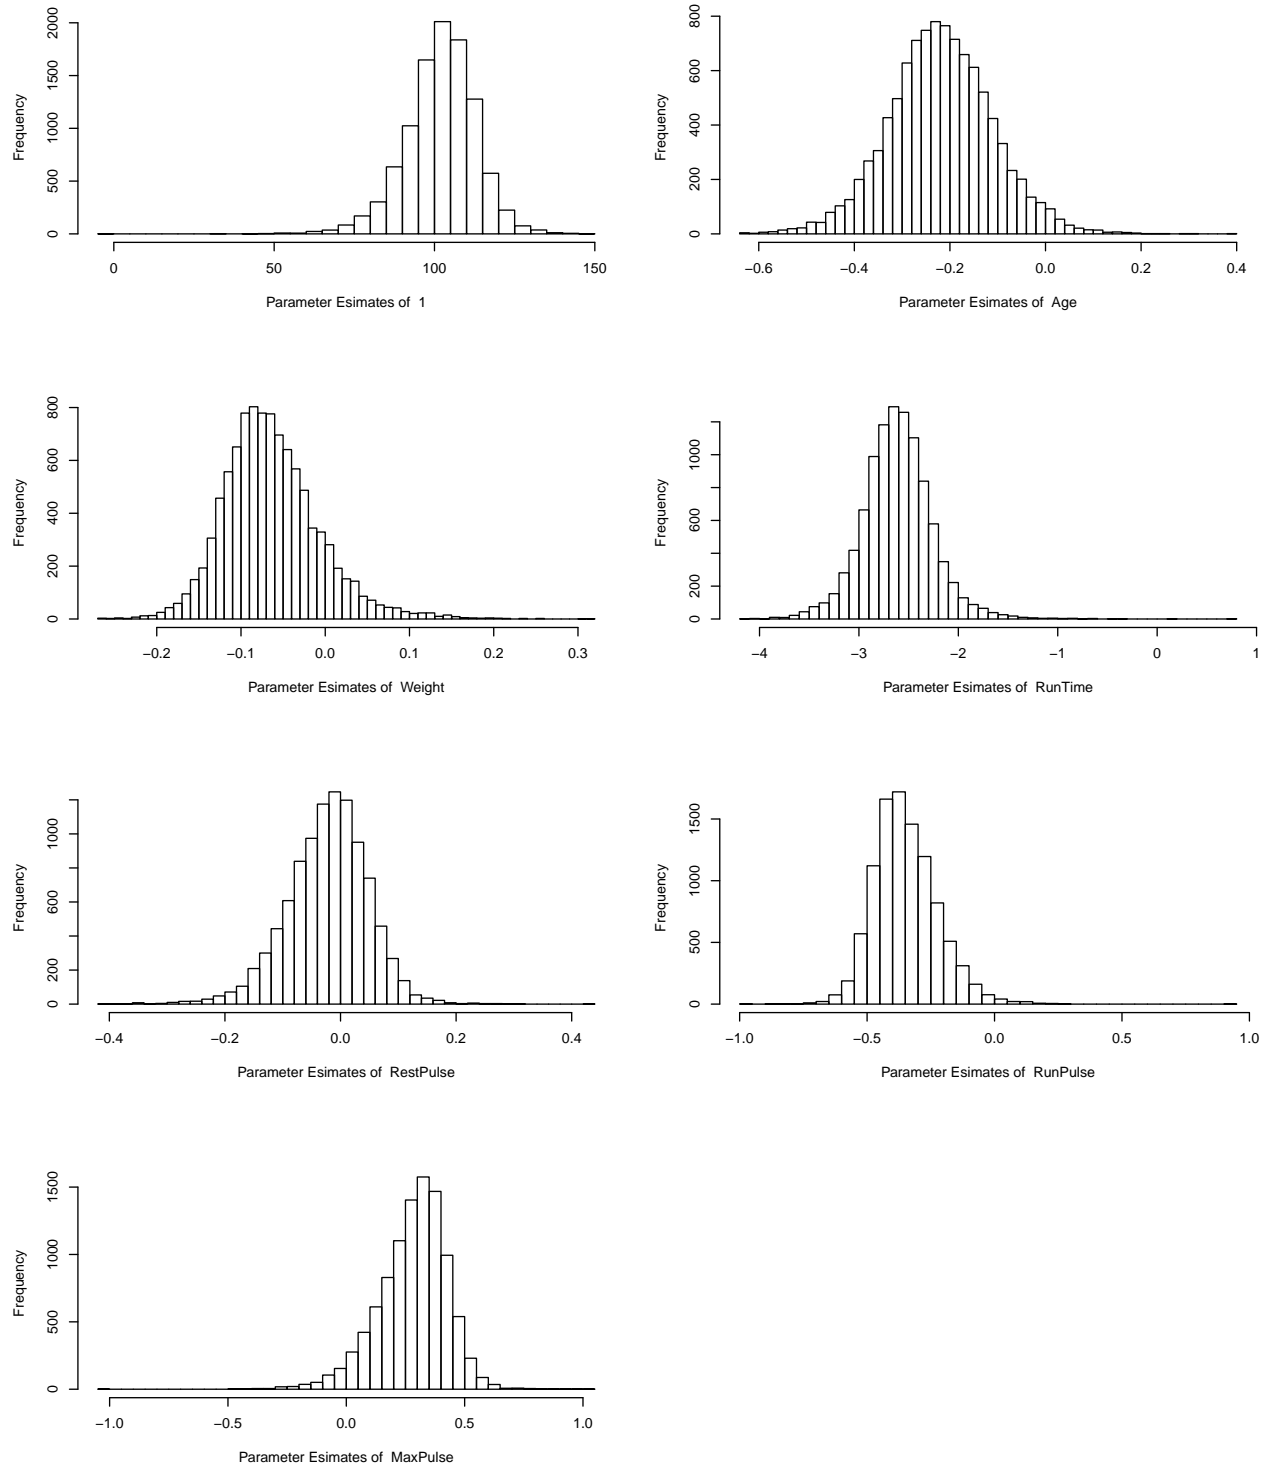 Frequency
0 500 1000 1500 2000
0 50 100 150
Parameter Esimates of 1
Frequency
0 200 400 600 800
−0.6 −0.4 −0.2 0.0 0.2 0.4
Parameter Esimates of Age
Frequency
0 200 400 600 800
−0.2 −0.1 0.0 0.1 0.2 0.3
Parameter Esimates of Weight
Frequency
0 200 600 1000
−4 −3 −2 −1 0 1
Parameter Esimates of RunTime
Frequency
0 200 600 1000
−0.4 −0.2 0.0 0.2 0.4
Parameter Esimates of RestPulse
Frequency
0 500 1000 1500
−1.0 −0.5 0.0 0.5 1.0
Parameter Esimates of RunPulse
Frequency
0 500 1000 1500
−1.0 −0.5 0.0 0.5 1.0
Parameter Esimates of MaxPulse